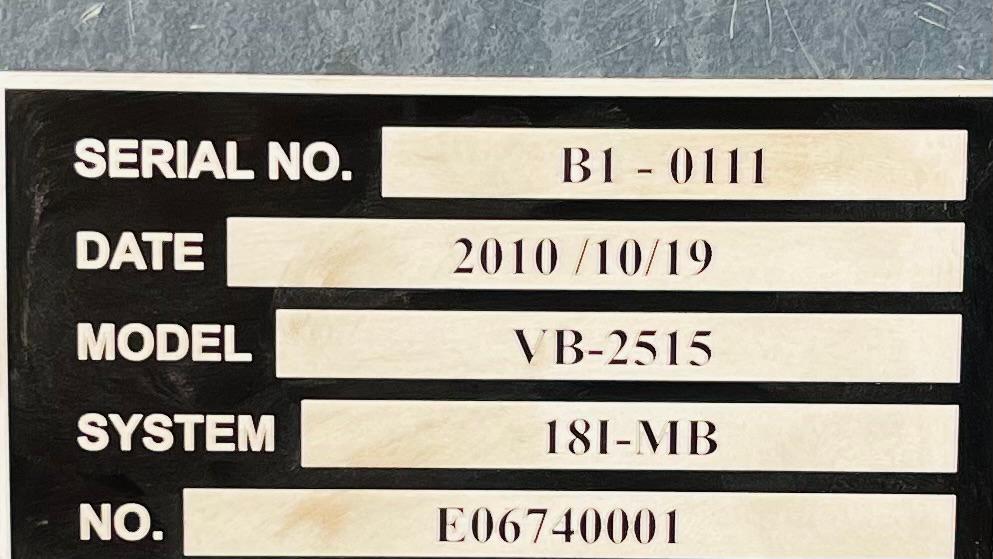 SERIAL NO. B1 - 0111
DATE 2010 /10/19
MODEL VB-2515
SYSTEM 18I-MB
NO. E06740001